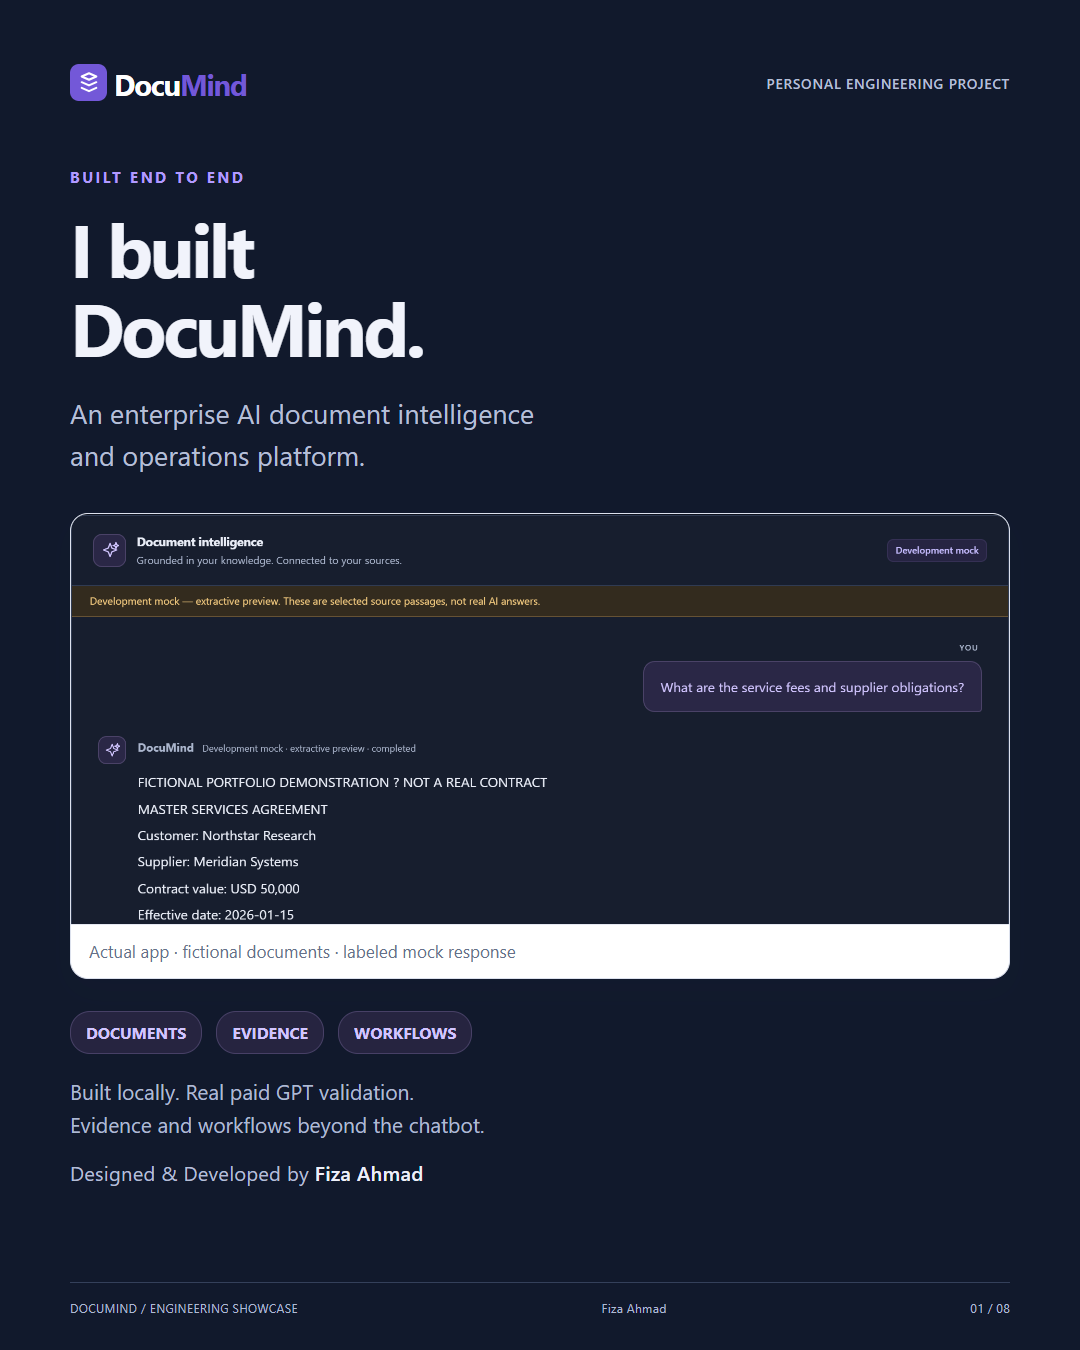 DocuMind
PERSONAL ENGINEERING PROJECT
BUILT END TO END
I built
DocuMind.
An enterprise AI document intelligence
and operations platform.
Document intelligence
Grounded in your knowledge. Connected to your sources.
Development mock
Development mock — extractive preview. These are selected source passages, not real AI answers.
YOU
What are the service fees and supplier obligations?
DocuMind Development mock · extractive preview · completed
FICTIONAL PORTFOLIO DEMONSTRATION ? NOT A REAL CONTRACT
MASTER SERVICES AGREEMENT
Customer: Northstar Research
Supplier: Meridian Systems
Contract value: USD 50,000
Effective date: 2026-01-15
Actual app · fictional documents · labeled mock response
DOCUMENTS
EVIDENCE
WORKFLOWS
Built locally. Real paid GPT validation.
Evidence and workflows beyond the chatbot.
Designed & Developed by Fiza Ahmad
DOCUMIND / ENGINEERING SHOWCASE
Fiza Ahmad
01 / 08